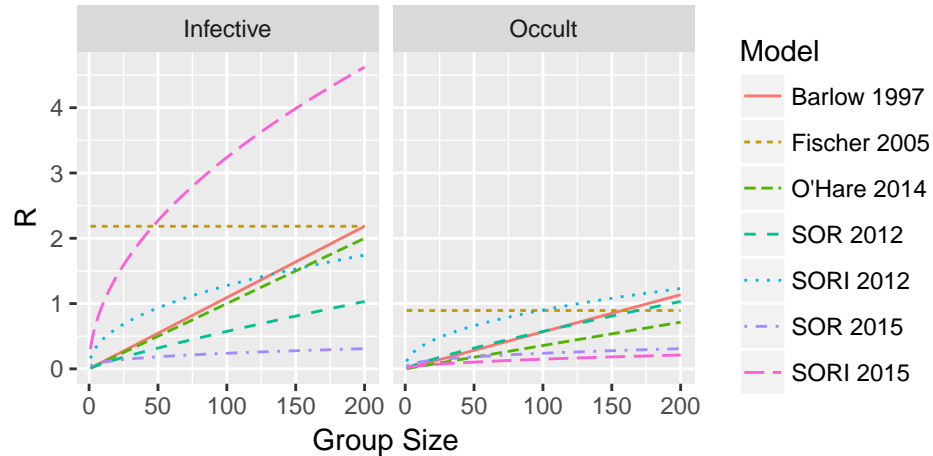 Infective
Occult
R
4
3
2
1
0
0 50 100 150 200
0 50 100 150 200
Group Size
Model
Barlow 1997
Fischer 2005
O'Hare 2014
SOR 2012
SORI 2012
SOR 2015
SORI 2015